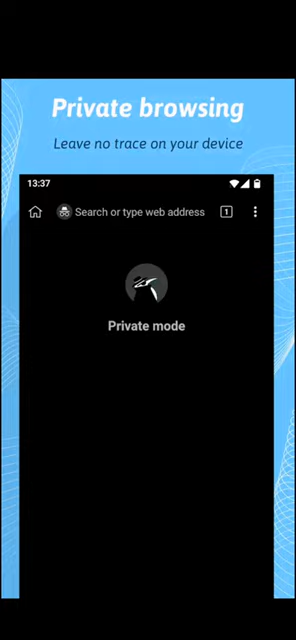 Private browsing
Leave no trace on your device
13:37
Search or type web address
1
Private mode